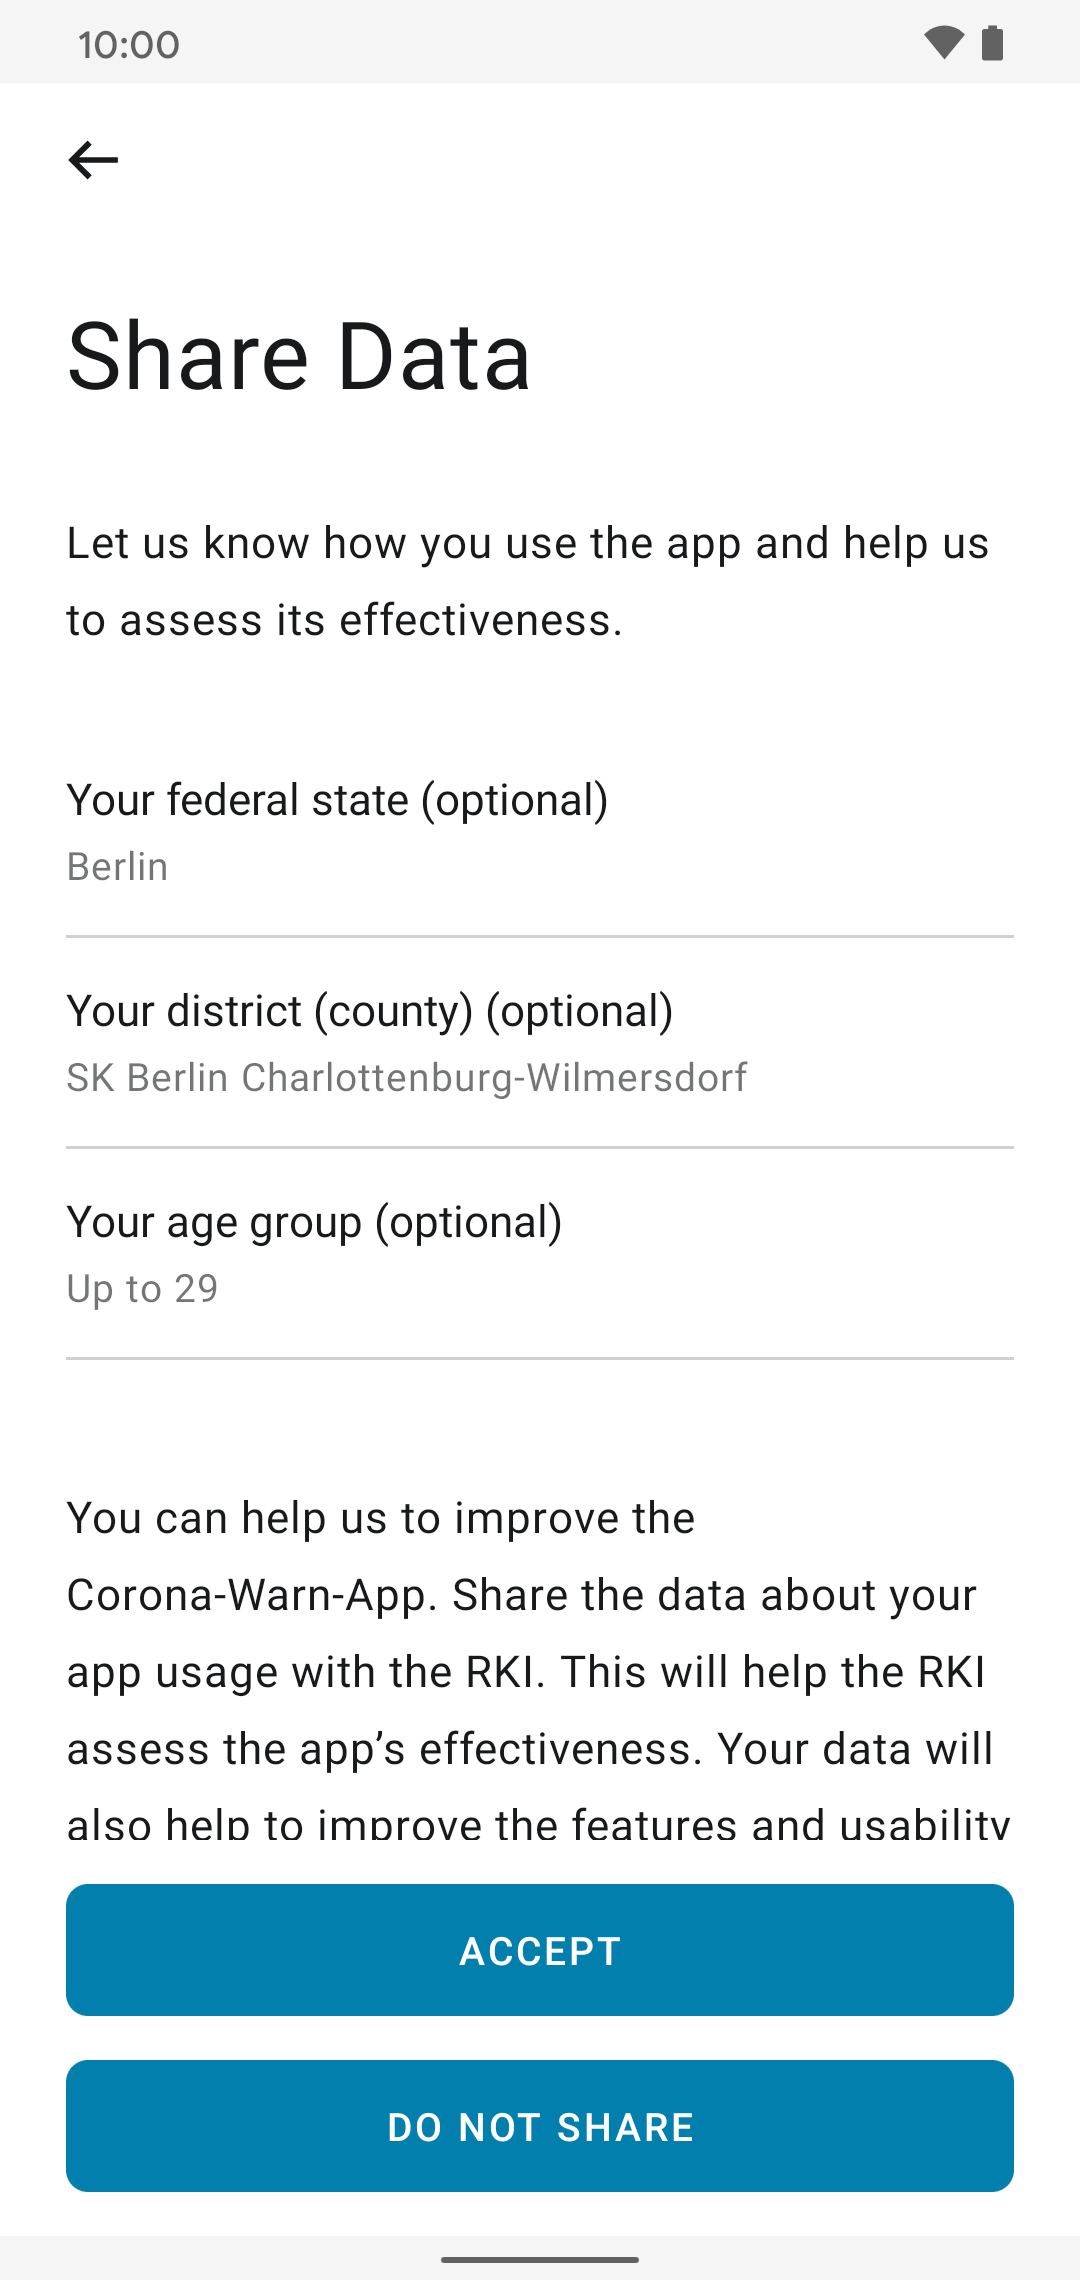 10:00
Share Data
Let us know how you use the app and help us
to assess its effectiveness.
Your federal state (optional)
Berlin
Your district (county) (optional)
SK Berlin Charlottenburg-Wilmersdorf
Your age group (optional)
Up to 29
You can help us to improve the
Corona-Warn-App. Share the data about your
app usage with the RKI. This will help the RKI
assess the app’s effectiveness. Your data will
also help to improve the features and usability
ACCEPT
DO NOT SHARE